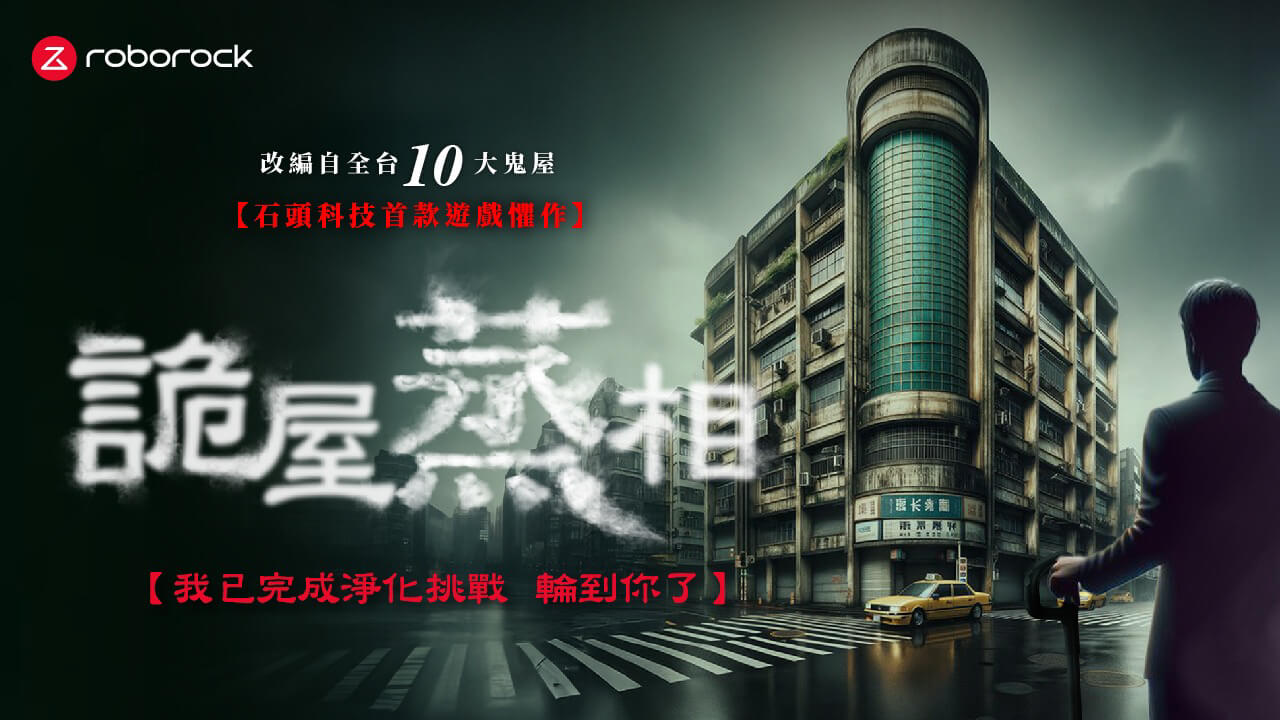 roborock
改編自全台10大鬼屋
【石頭科技首款遊戲懼作】
詭屋蒸相
【我已完成淨化挑戰 輪到你了】